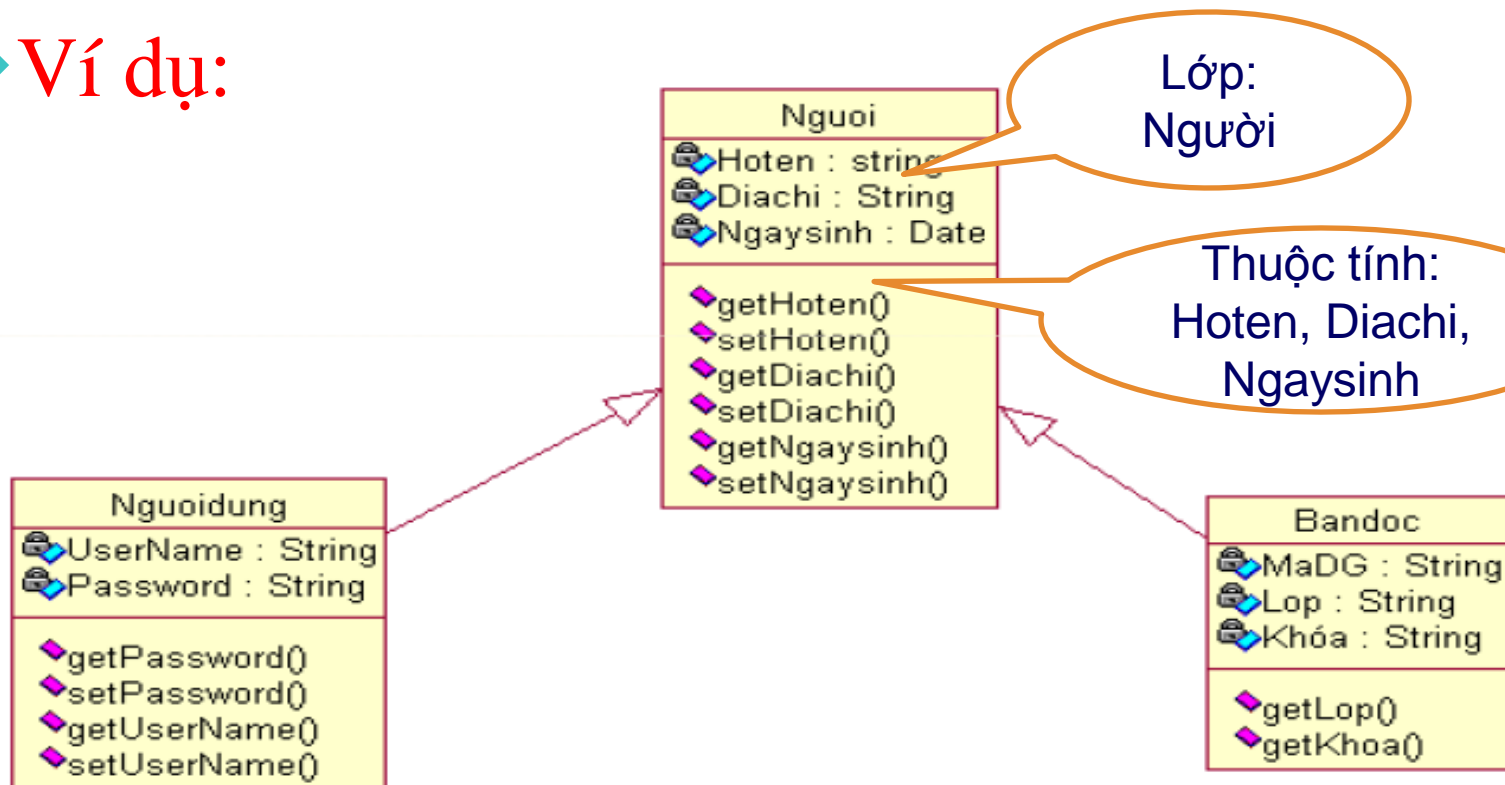 Ví dụ:
Lớp:
Người
Nguoi
Hoten : string
Diachi : String
Ngaysinh : Date
Thuộc tính:
Hoten, Diachi,
Ngaysinh
getHoten()
setHoten()
getDiachi()
setDiachi()
getNgaysinh()
setNgaysinh()
Nguoidung
UserName : String
Password : String
getPassword()
setPassword()
getUserName()
setUserName()
Bandoc
MaDG : String
Lop : String
Khóa : String
getLop()
getKhoa()